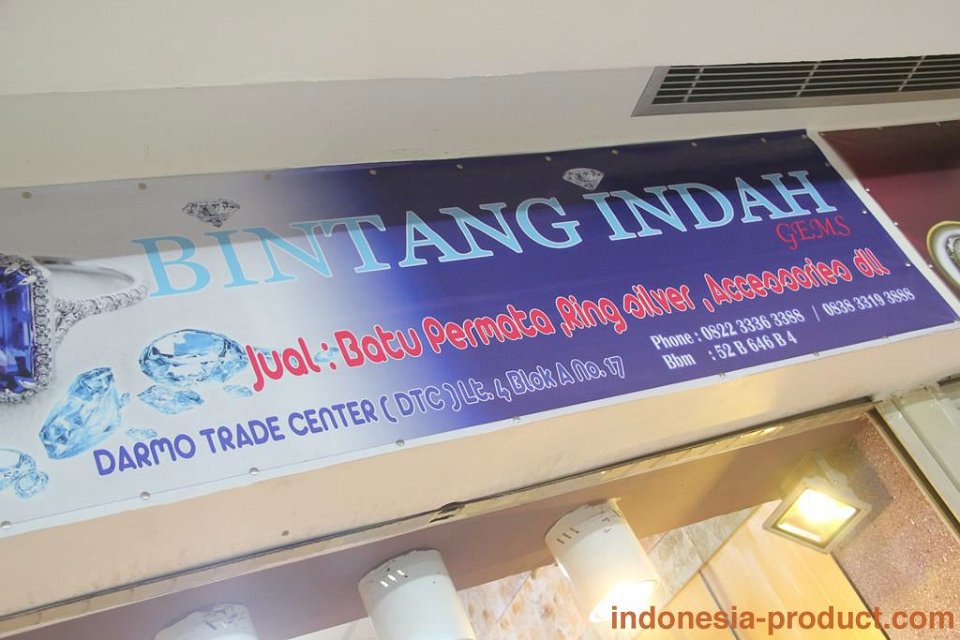 BINTANG INDAH
GEMS
Jual : Batu Permata ,Ring silver , Accessories dll
Phone : 0822 3336 3388 / 0838 3319 3888
Bbm : 52 B 646 B 4
DARMO TRADE CENTER ( DTC ) Lt. 4 Blok A No. 17
indonesia-product.com